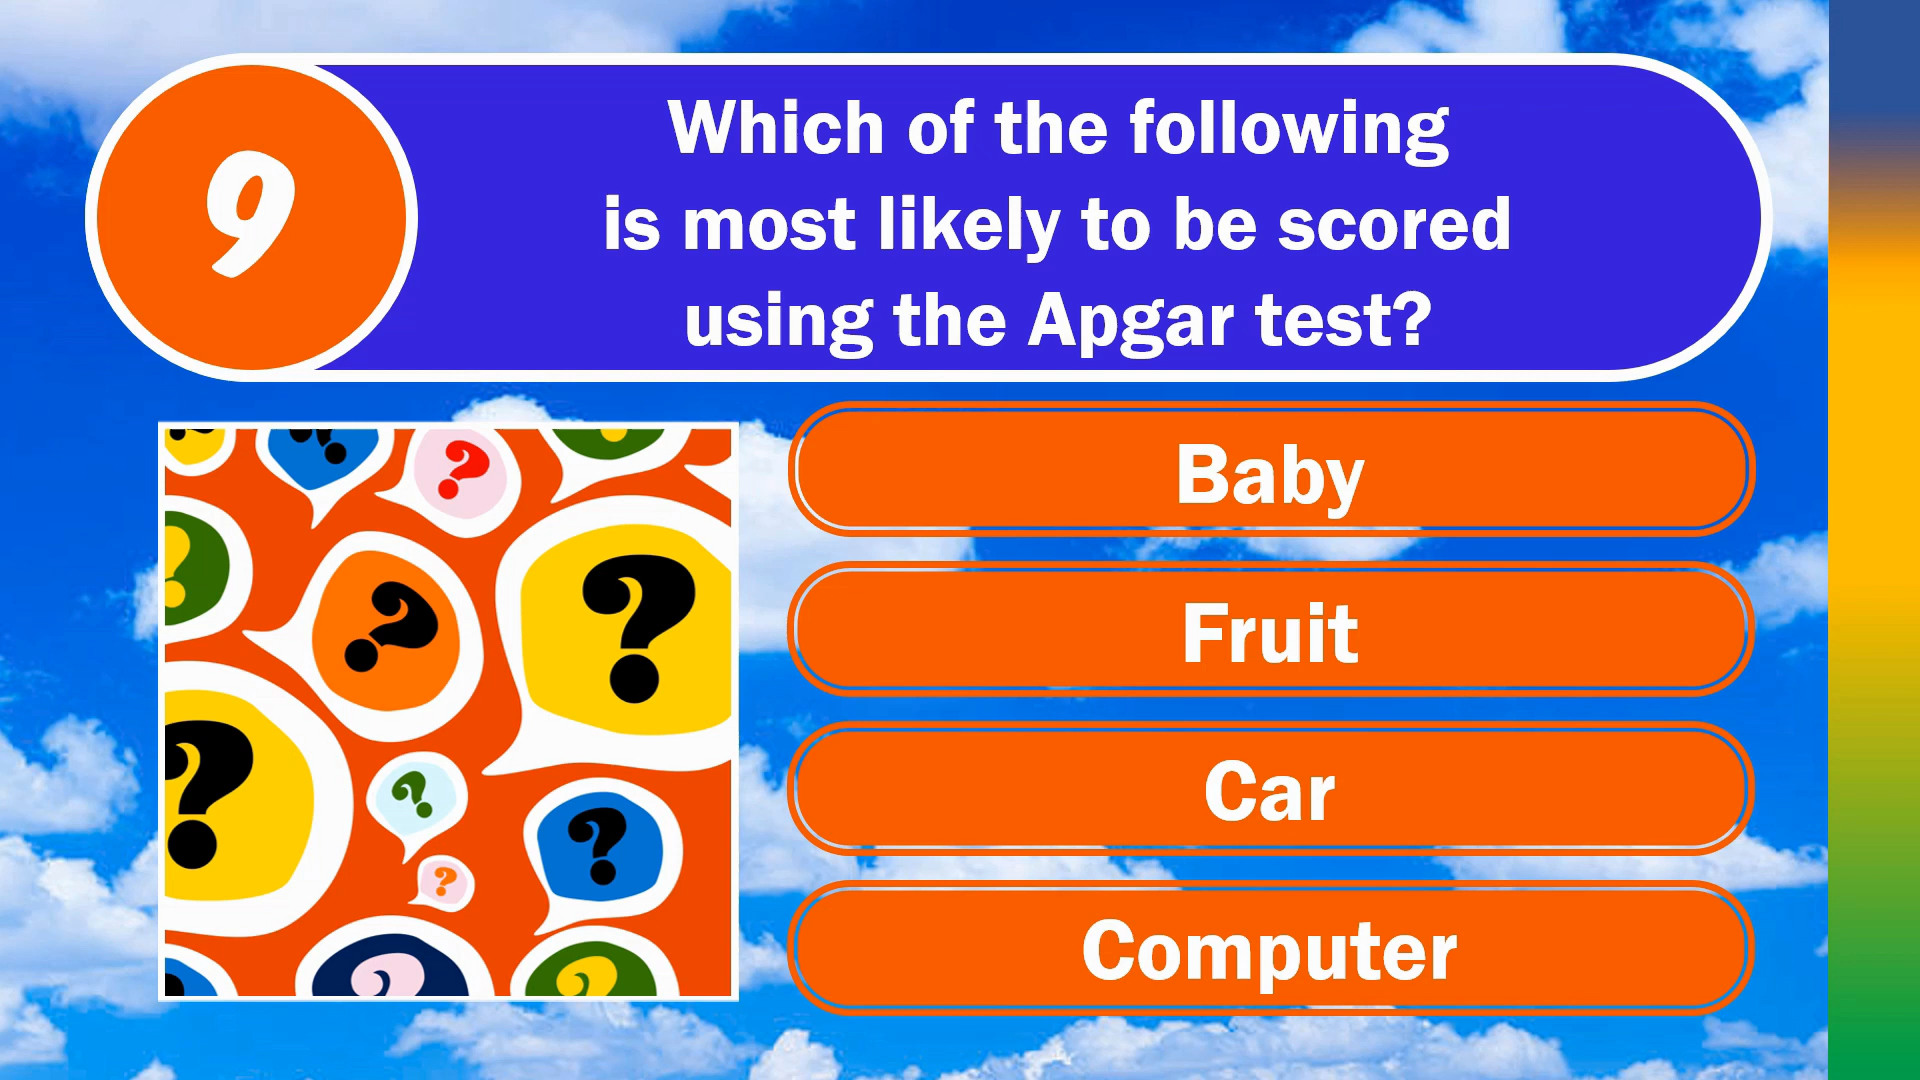 9
Which of the following
is most likely to be scored
using the Apgar test?
Baby
Fruit
Car
Computer